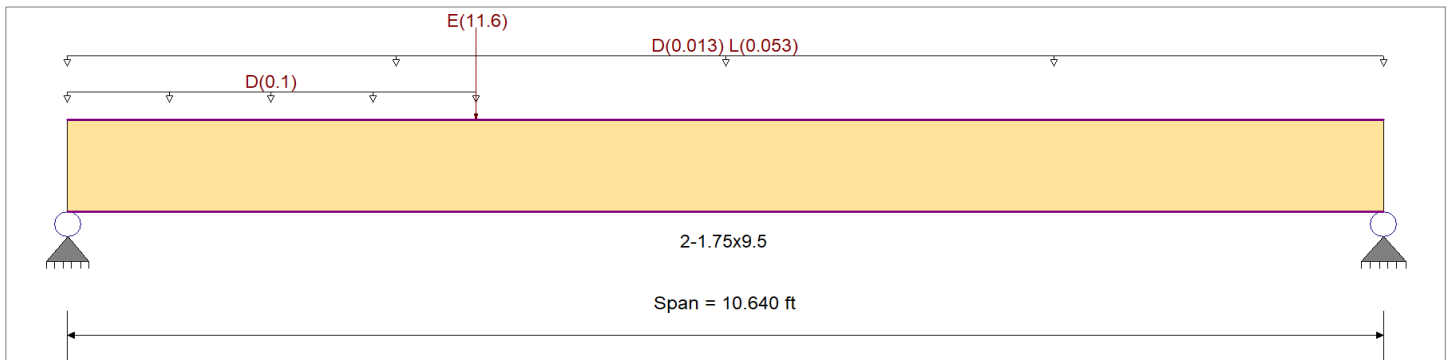 E(11.6)
D(0.013) L(0.053)
D(0.1)
2-1.75x9.5
Span = 10.640 ft